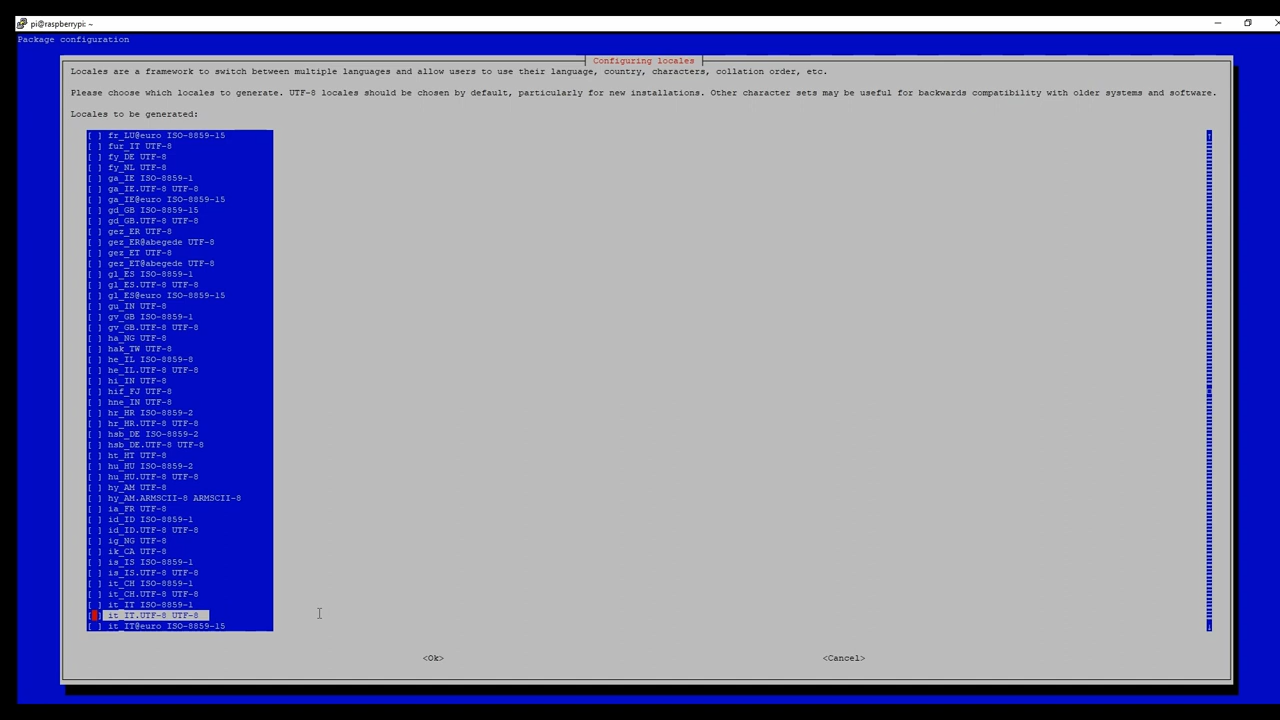 pi@raspberrypi: ~
Package configuration
Configuring locales
Locales are a framework to switch between multiple languages and allow users to use their language, country, characters, collation order, etc.
Please choose which locales to generate. UTF-8 locales should be chosen by default, particularly for new installations. Other character sets may be useful for backwards compatibility with older systems and software.
Locales to be generated:
[ ] fr_LU@euro ISO-8859-15
[ ] fur_IT UTF-8
[ ] fy_DE UTF-8
[ ] fy_NL UTF-8
[ ] ga_IE ISO-8859-1
[ ] ga_IE.UTF-8 UTF-8
[ ] ga_IE@euro ISO-8859-15
[ ] gd_GB ISO-8859-15
[ ] gd_GB.UTF-8 UTF-8
[ ] gez_ER UTF-8
[ ] gez_ER@abegede UTF-8
[ ] gez_ET UTF-8
[ ] gez_ET@abegede UTF-8
[ ] gl_ES ISO-8859-1
[ ] gl_ES.UTF-8 UTF-8
[ ] gl_ES@euro ISO-8859-15
[ ] gu_IN UTF-8
[ ] gv_GB ISO-8859-1
[ ] gv_GB.UTF-8 UTF-8
[ ] ha_NG UTF-8
[ ] hak_TW UTF-8
[ ] he_IL ISO-8859-8
[ ] he_IL.UTF-8 UTF-8
[ ] hi_IN UTF-8
[ ] hif_FJ UTF-8
[ ] hne_IN UTF-8
[ ] hr_HR ISO-8859-2
[ ] hr_HR.UTF-8 UTF-8
[ ] hsb_DE ISO-8859-2
[ ] hsb_DE.UTF-8 UTF-8
[ ] ht_HT UTF-8
[ ] hu_HU ISO-8859-2
[ ] hu_HU.UTF-8 UTF-8
[ ] hy_AM UTF-8
[ ] hy_AM.ARMSCII-8 ARMSCII-8
[ ] ia_FR UTF-8
[ ] id_ID ISO-8859-1
[ ] id_ID.UTF-8 UTF-8
[ ] ig_NG UTF-8
[ ] ik_CA UTF-8
[ ] is_IS ISO-8859-1
[ ] is_IS.UTF-8 UTF-8
[ ] it_CH ISO-8859-1
[ ] it_CH.UTF-8 UTF-8
[ ] it_IT ISO-8859-1
[ ] it_IT.UTF-8 UTF-8
[ ] it_IT@euro ISO-8859-15
<Ok> <Cancel>